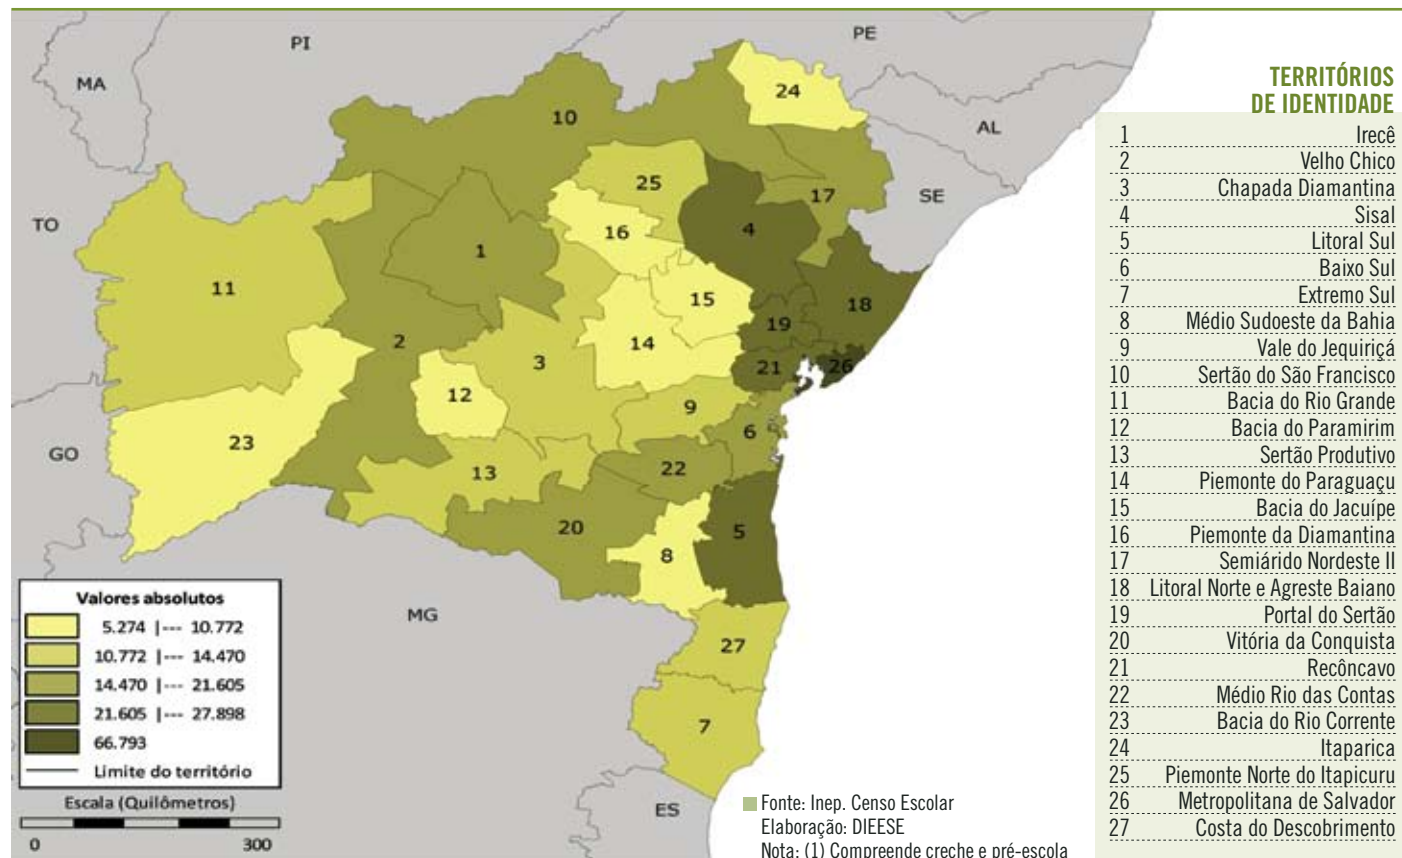 PI
PE
MA
24
10
AL
25
17
SE
TO
16
4
1
11
15
18
19
2
14
3
21
26
12
9
23
6
GO
13
22
20
5
8
MG
27
7
ES
Valores absolutos
5.274 |--- 10.772
10.772 |--- 14.470
14.470 |--- 21.605
21.605 |--- 27.898
66.793
Limite do território
Escala (Quilômetros)
0 300
Fonte: Inep. Censo Escolar
Elaboração: DIEESE
Nota: (1) Compreende creche e pré-escola
TERRITÓRIOS
DE IDENTIDADE
1 Irecê
2 Velho Chico
3 Chapada Diamantina
4 Sisal
5 Litoral Sul
6 Baixo Sul
7 Extremo Sul
8 Médio Sudoeste da Bahia
9 Vale do Jequiriçá
10 Sertão do São Francisco
11 Bacia do Rio Grande
12 Bacia do Paramirim
13 Sertão Produtivo
14 Piemonte do Paraguaçu
15 Bacia do Jacuípe
16 Piemonte da Diamantina
17 Semiárido Nordeste II
18 Litoral Norte e Agreste Baiano
19 Portal do Sertão
20 Vitória da Conquista
21 Recôncavo
22 Médio Rio das Contas
23 Bacia do Rio Corrente
24 Itaparica
25 Piemonte Norte do Itapicuru
26 Metropolitana de Salvador
27 Costa do Descobrimento